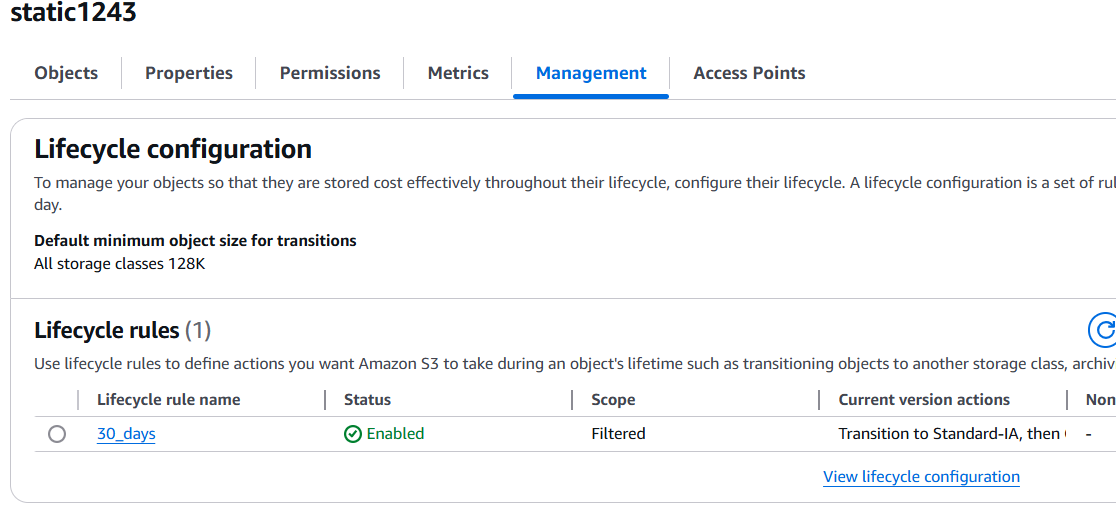 static1243
Objects
Properties
Permissions
Metrics
Management
Access Points
Lifecycle configuration
To manage your objects so that they are stored cost effectively throughout their lifecycle, configure their lifecycle. A lifecycle configuration is a set of rul
day.
Default minimum object size for transitions
All storage classes 128K
Lifecycle rules (1)
Use lifecycle rules to define actions you want Amazon S3 to take during an object's lifetime such as transitioning objects to another storage class, archiv
Lifecycle rule name
Status
Scope
Current version actions
Non
30_days
Enabled
Filtered
Transition to Standard-IA, then
-
View lifecycle configuration